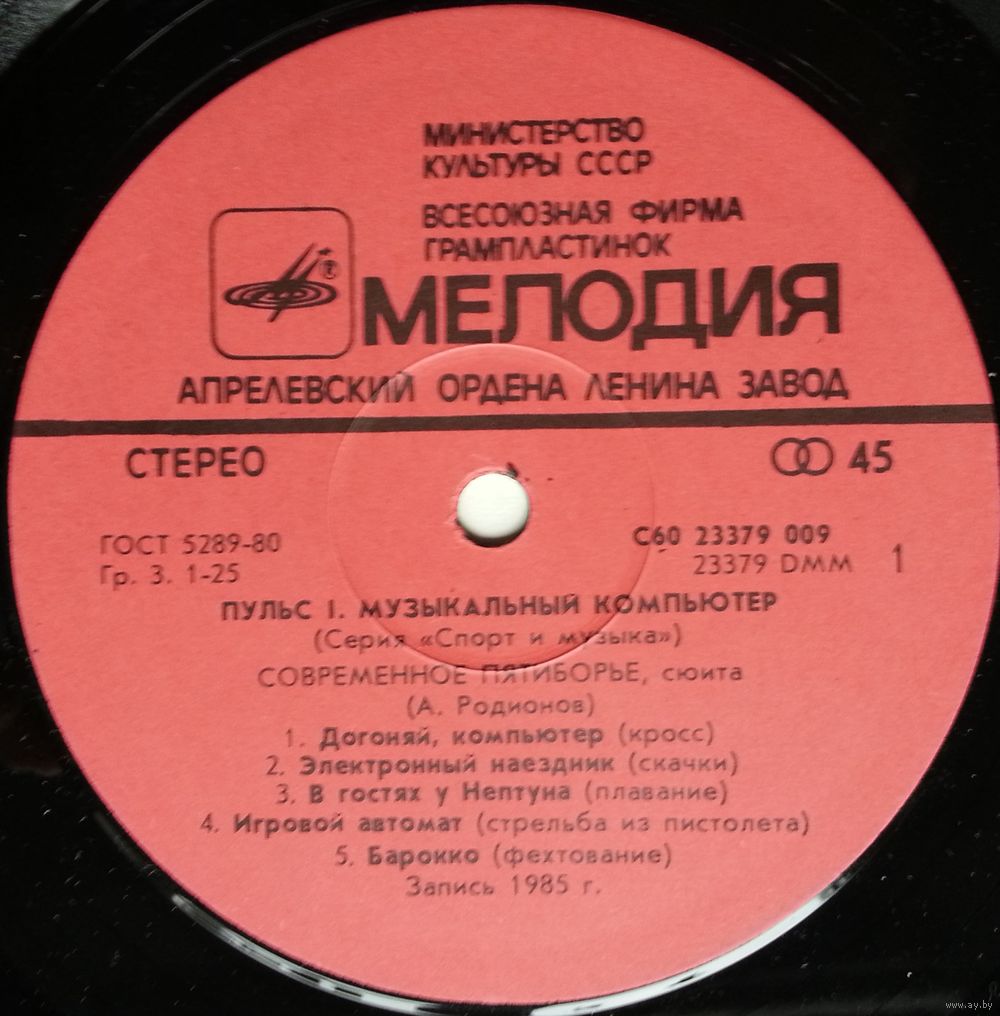 МИНИСТЕРСТВО
КУЛЬТУРЫ СССР
ВСЕСОЮЗНАЯ ФИРМА
ГРАМПЛАСТИНОК
МЕЛОДИЯ
АПРЕЛЕВСКИЙ ОРДЕНА ЛЕНИНА ЗАВОД
СТЕРЕО
45
ГОСТ 5289-80
Гр. 3. 1-25
С60 23379 009
23379 DMM
1
ПУЛЬС I. МУЗЫКАЛЬНЫЙ КОМПЬЮТЕР
(Серия «Спорт и музыка»)
СОВРЕМЕННОЕ ПЯТИБОРЬЕ, сюита
(А. Родионов)
1. Догоняй, компьютер (кросс)
2. Электронный наездник (скачки)
3. В гостях у Нептуна (плавание)
4. Игровой автомат (стрельба из пистолета)
5. Барокко (фехтование)
Запись 1985 г.
www.ay.by